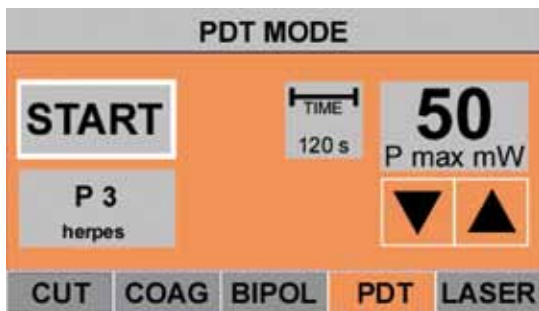 PDT MODE
START
TIME
120 s
50
P max mW
P 3
herpes
CUT COAG BIPOL PDT LASER